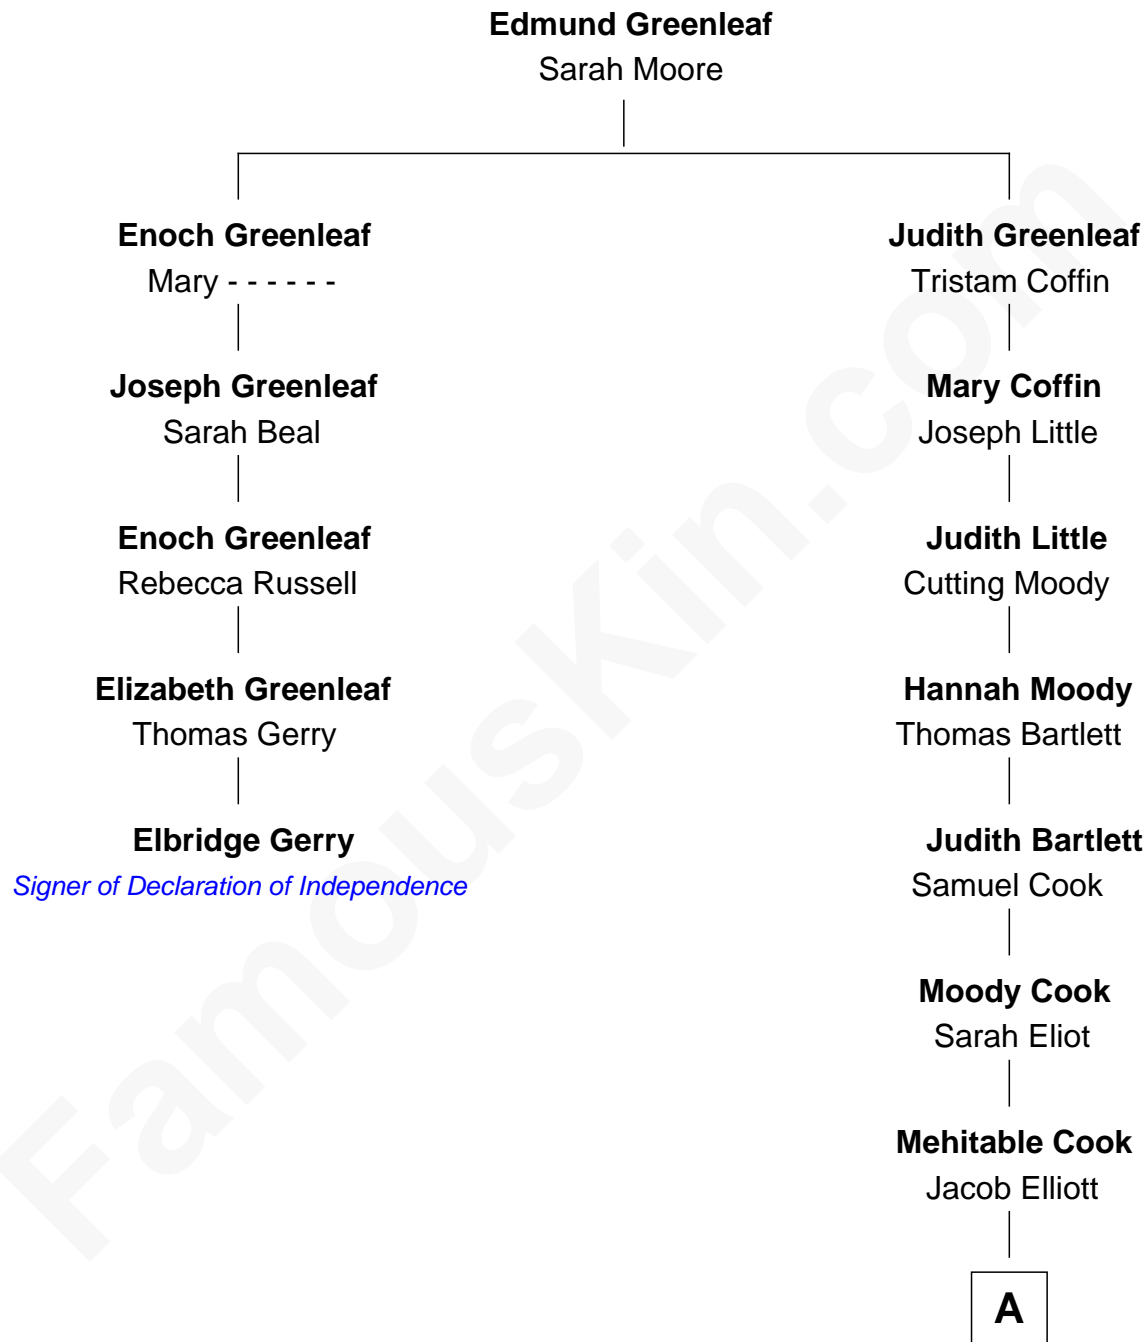 Edmund Greenleaf
Sarah Moore
Enoch Greenleaf
Mary - - - - - -
Joseph Greenleaf
Sarah Beal
Enoch Greenleaf
Rebecca Russell
Elizabeth Greenleaf
Thomas Gerry
Elbridge Gerry
Signer of Declaration of Independence
Judith Greenleaf
Tristam Coffin
Mary Coffin
Joseph Little
Judith Little
Cutting Moody
Hannah Moody
Thomas Bartlett
Judith Bartlett
Samuel Cook
Moody Cook
Sarah Eliot
Mehitable Cook
Jacob Elliott
A
FamousKin.com